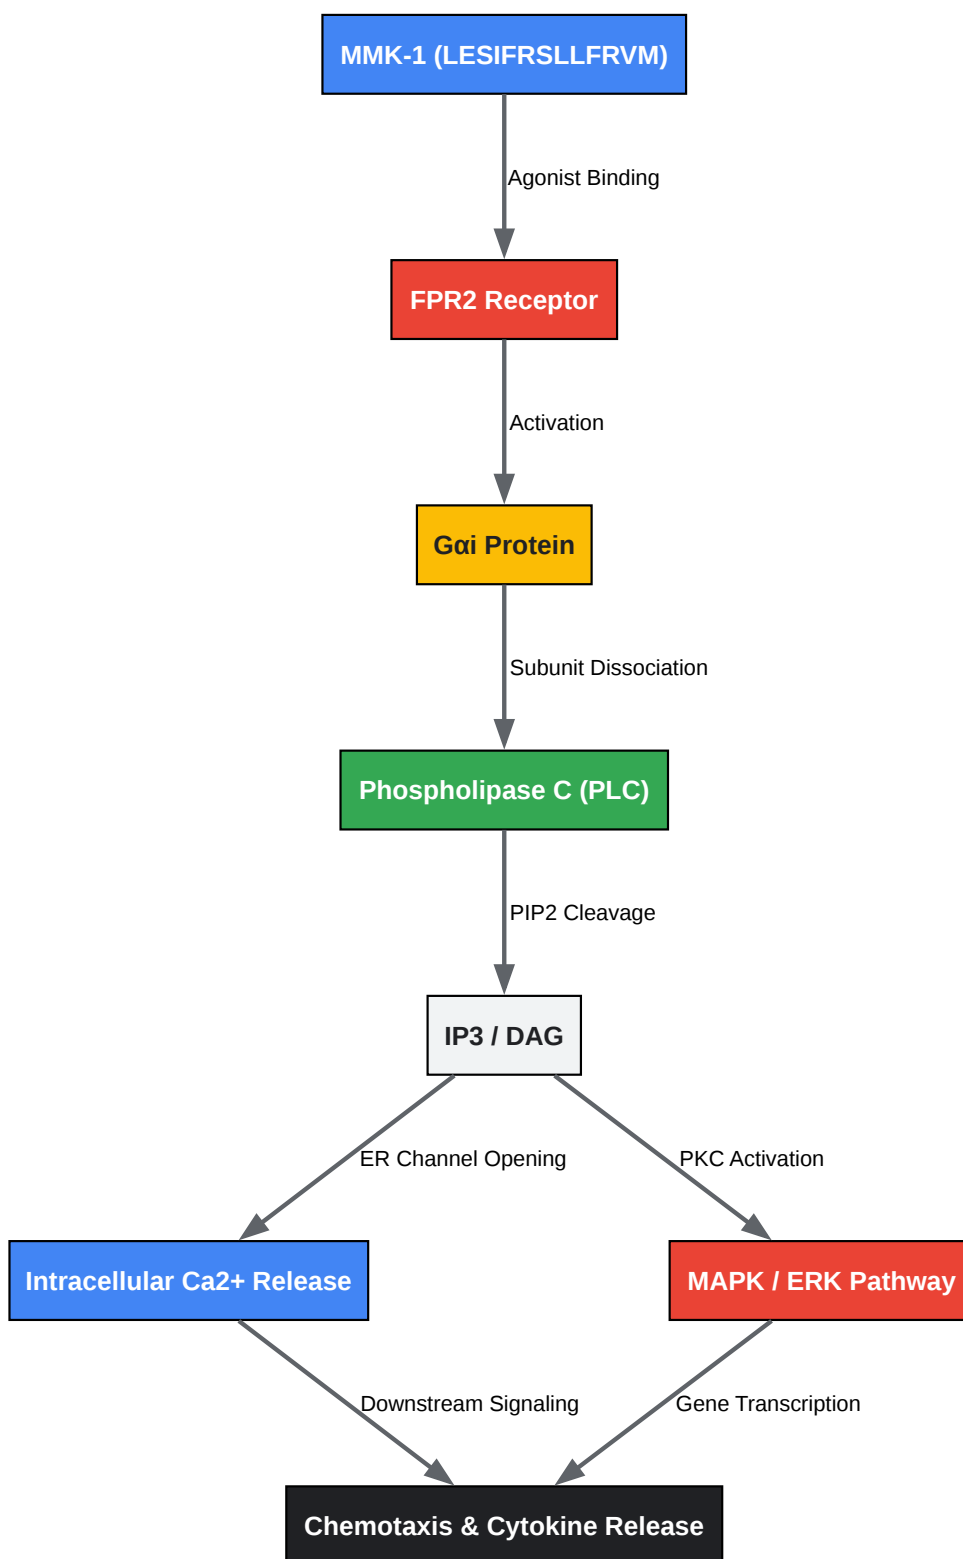 MMK-1 (LESIFRSLLFRVM)
Agonist Binding
FPR2 Receptor
Activation
Gαi Protein
Subunit Dissociation
Phospholipase C (PLC)
PIP2 Cleavage
IP3 / DAG
ER Channel Opening
PKC Activation
Intracellular Ca2+ Release
MAPK / ERK Pathway
Downstream Signaling
Gene Transcription
Chemotaxis & Cytokine Release